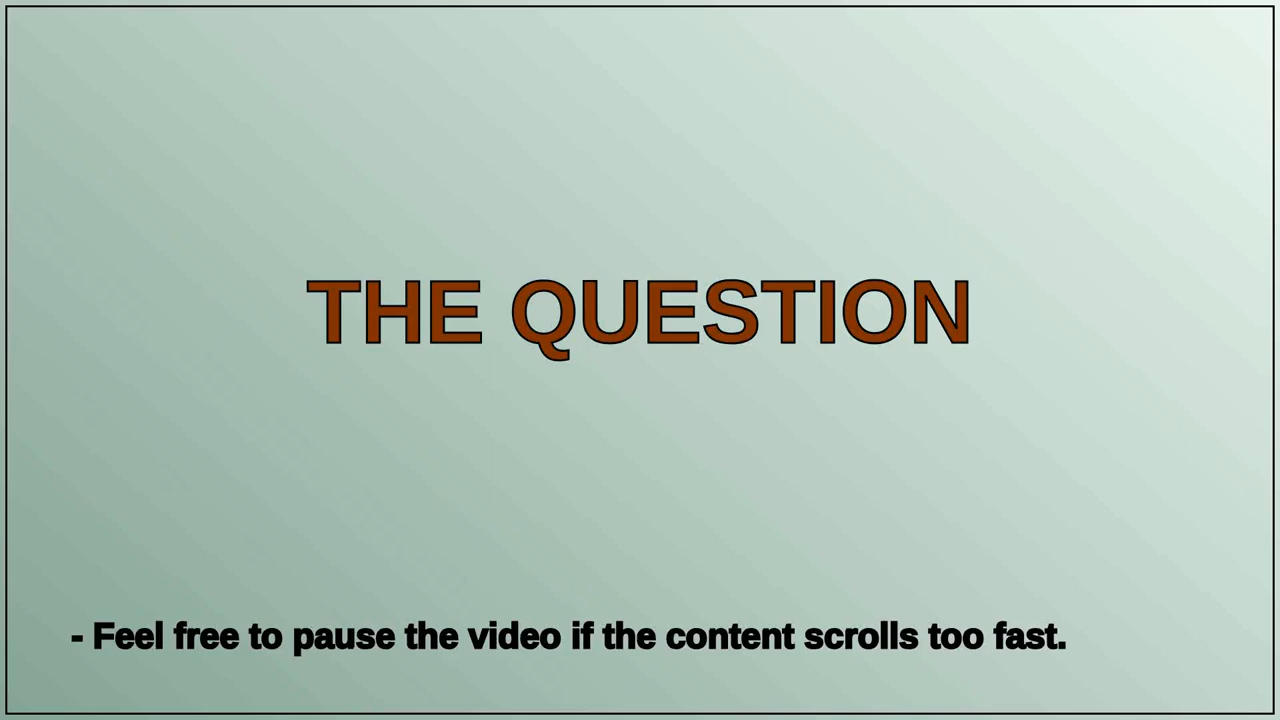 THE QUESTION
- Feel free to pause the video if the content scrolls too fast.